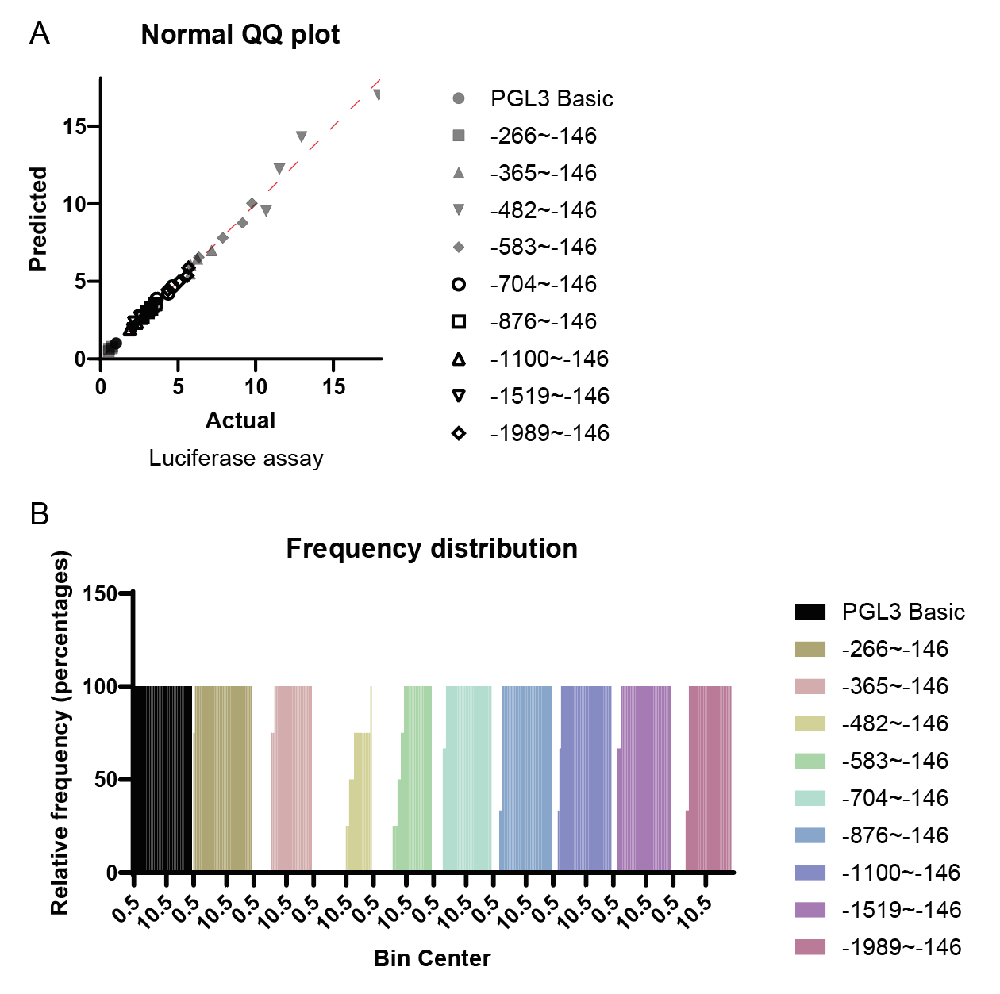 A
Normal QQ plot
Predicted
15
10
5
0
0 5 10 15
Actual
Luciferase assay
PGL3 Basic
-266~-146
-365~-146
-482~-146
-583~-146
-704~-146
-876~-146
-1100~-146
-1519~-146
-1989~-146
B
Frequency distribution
Relative frequency (percentages)
150
100
50
0
0.5 10.5 0.5 10.5 0.5 10.5 0.5 10.5 0.5 10.5 0.5 10.5 0.5 10.5 0.5 10.5 0.5 10.5 0.5 10.5
Bin Center
PGL3 Basic
-266~-146
-365~-146
-482~-146
-583~-146
-704~-146
-876~-146
-1100~-146
-1519~-146
-1989~-146